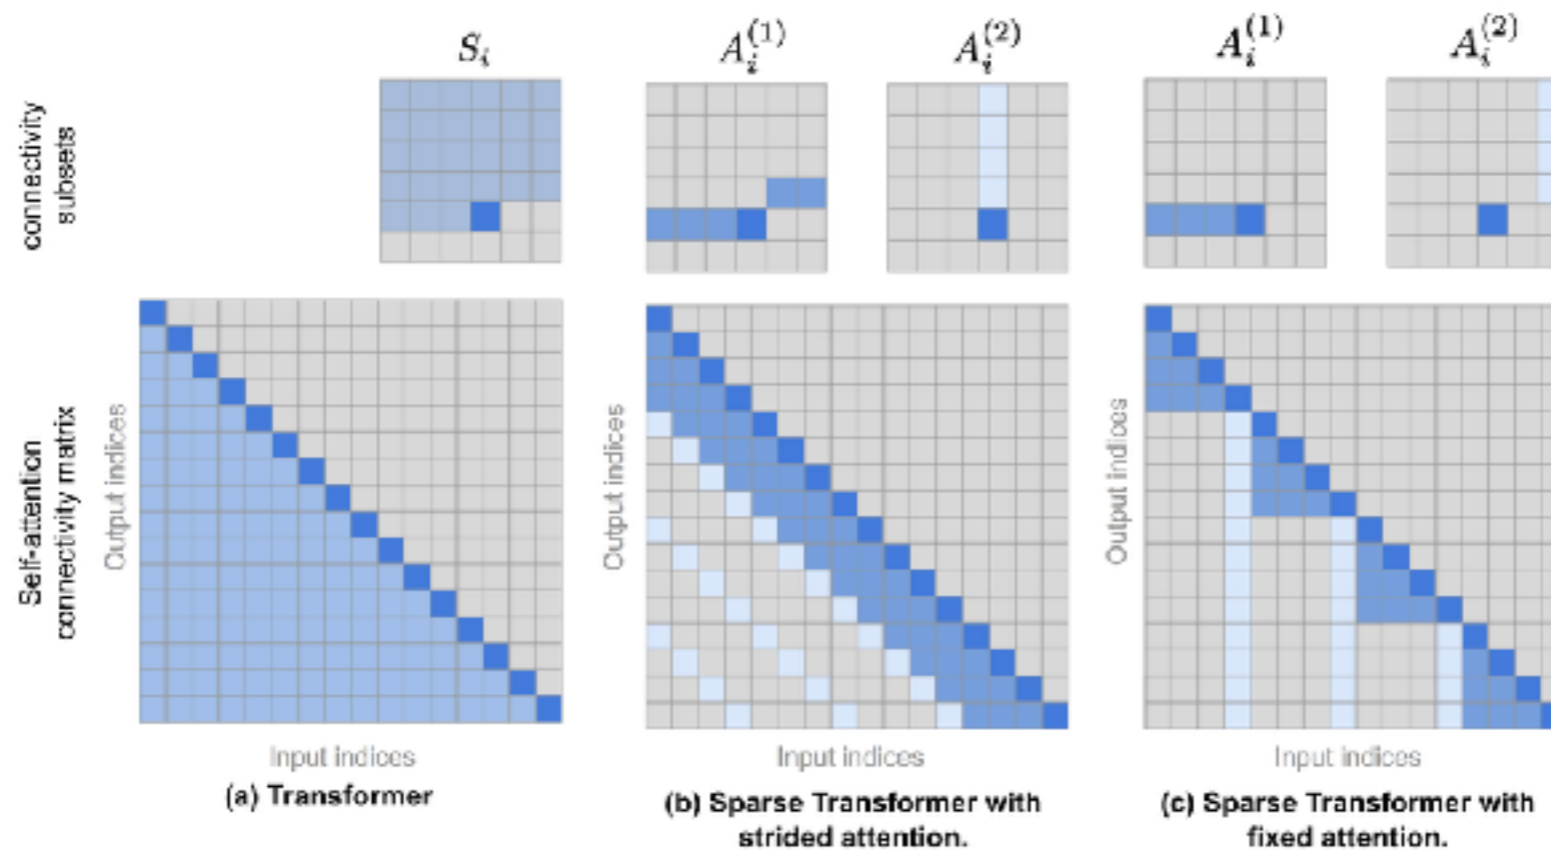 S_i
A_i^{(1)}
A_i^{(2)}
A_i^{(1)}
A_i^{(2)}
connectivity
subsets
Self-attention
connectivity matrix
Output indices
Output indices
Output indices
Input indices
Input indices
Input indices
(a) Transformer
(b) Sparse Transformer with
strided attention.
(c) Sparse Transformer with
fixed attention.